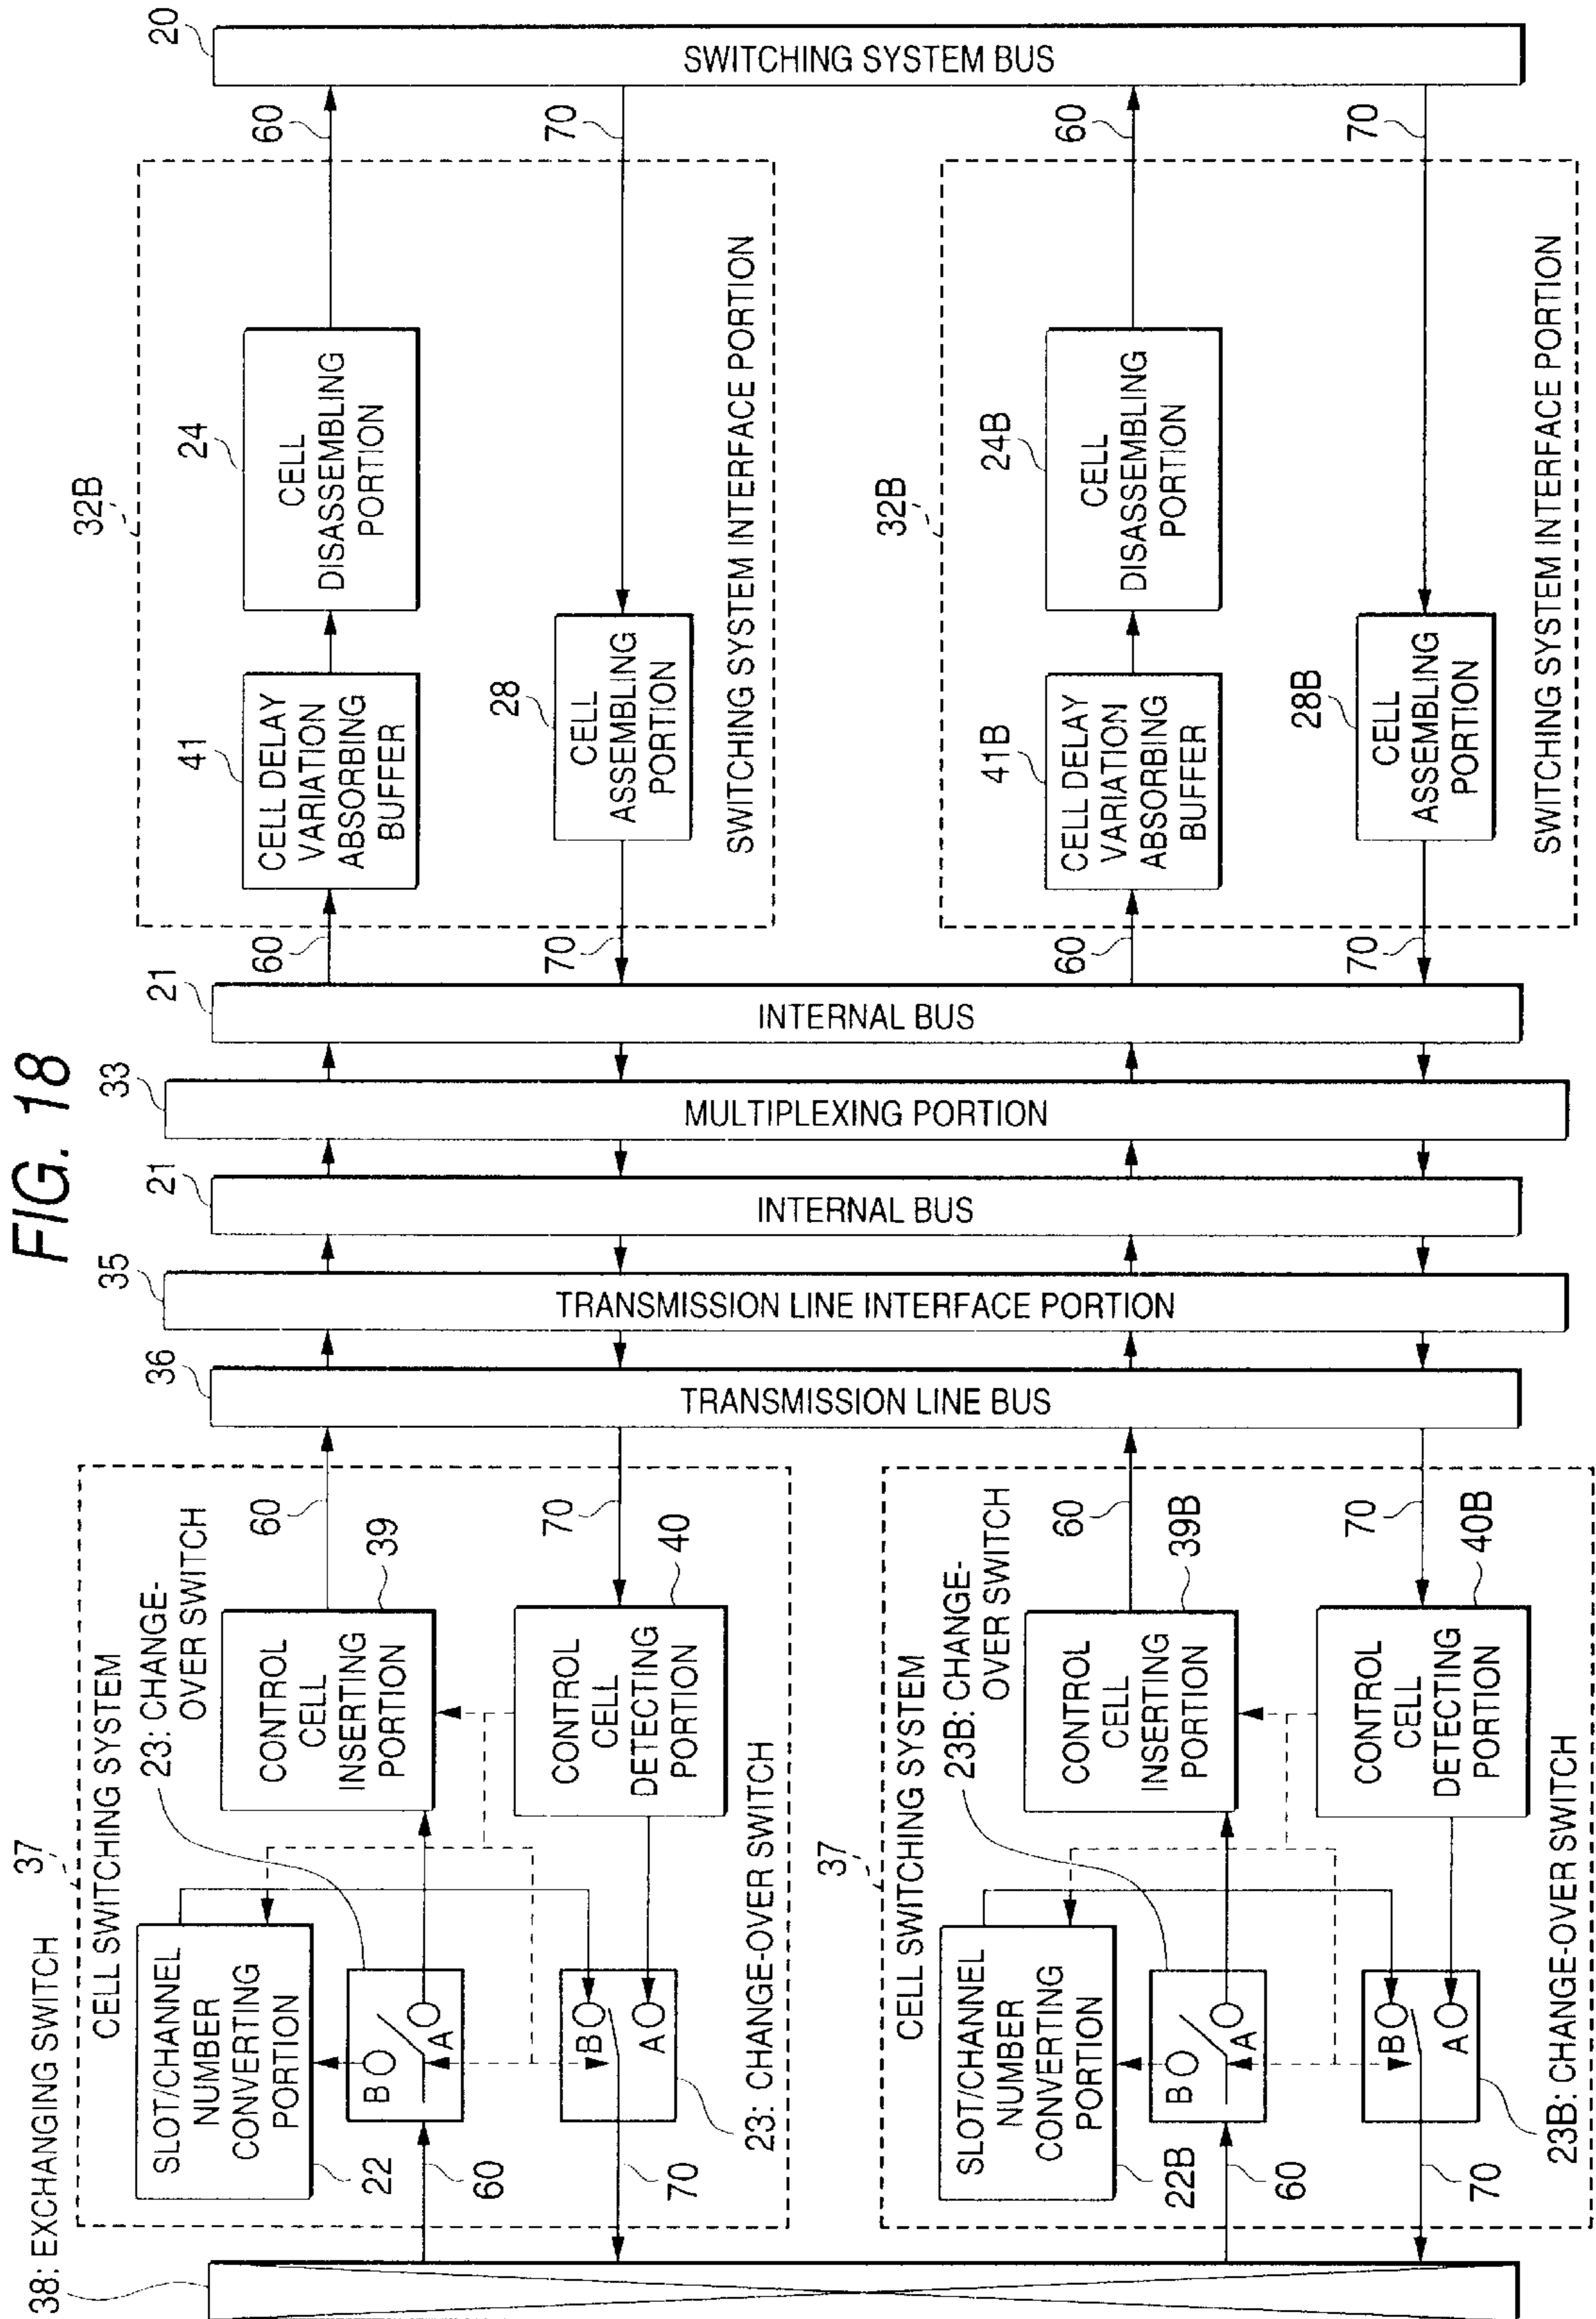 FIG. 18
38: EXCHANGING SWITCH
37
CELL SWITCHING SYSTEM
SLOT/CHANNEL
NUMBER
CONVERTING
PORTION
22
23: CHANGE-
OVER SWITCH
B
A
60
CONTROL
CELL
INSERTING
PORTION
39
60
B
A
70
23: CHANGE-OVER SWITCH
CONTROL
CELL
DETECTING
PORTION
40
70
37
CELL SWITCHING SYSTEM
SLOT/CHANNEL
NUMBER
CONVERTING
PORTION
22B
23B: CHANGE-
OVER SWITCH
B
A
60
CONTROL
CELL
INSERTING
PORTION
39B
60
B
A
70
23B: CHANGE-OVER SWITCH
CONTROL
CELL
DETECTING
PORTION
40B
70
36
TRANSMISSION LINE BUS
35
TRANSMISSION LINE INTERFACE PORTION
21
INTERNAL BUS
33
MULTIPLEXING PORTION
21
INTERNAL BUS
60
70
60
70
32B
41
CELL DELAY
VARIATION
ABSORBING
BUFFER
24
CELL
DISASSEMBLING
PORTION
28
CELL
ASSEMBLING
PORTION
SWITCHING SYSTEM INTERFACE PORTION
60
70
32B
41B
CELL DELAY
VARIATION
ABSORBING
BUFFER
24B
CELL
DISASSEMBLING
PORTION
28B
CELL
ASSEMBLING
PORTION
SWITCHING SYSTEM INTERFACE PORTION
60
70
20
SWITCHING SYSTEM BUS